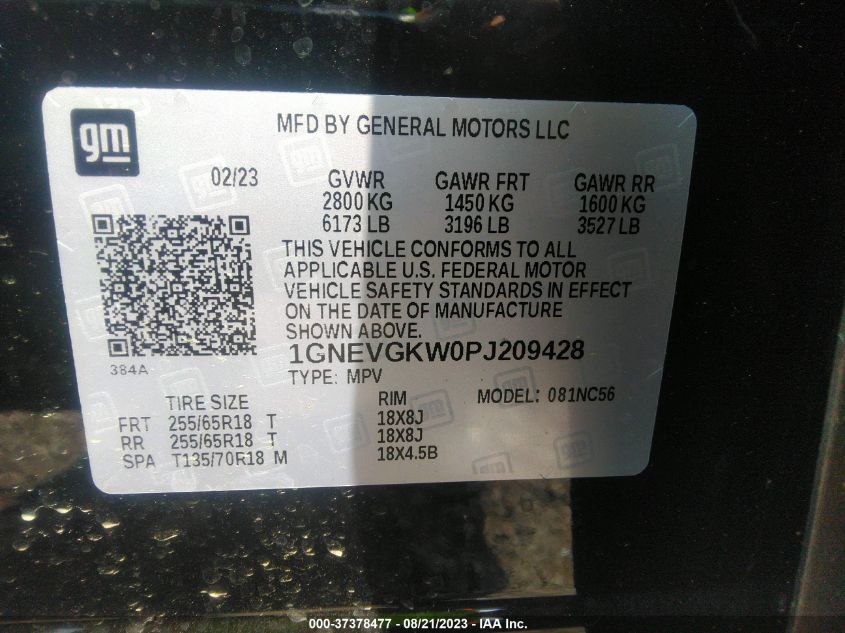 gm
MFD BY GENERAL MOTORS LLC
02/23 GVWR GAWR FRT GAWR RR
2800 KG 1450 KG 1600 KG
6173 LB 3196 LB 3527 LB
THIS VEHICLE CONFORMS TO ALL
APPLICABLE U.S. FEDERAL MOTOR
VEHICLE SAFETY STANDARDS IN EFFECT
ON THE DATE OF MANUFACTURE
SHOWN ABOVE.
1GNEVGKW0PJ209428
384A
TYPE: MPV MODEL: 081NC56
TIRE SIZE RIM
FRT 255/65R18 T 18X8J
RR 255/65R18 T 18X8J
SPA T135/70R18 M 18X4.5B
000-37378477 - 08/21/2023 - IAA Inc.